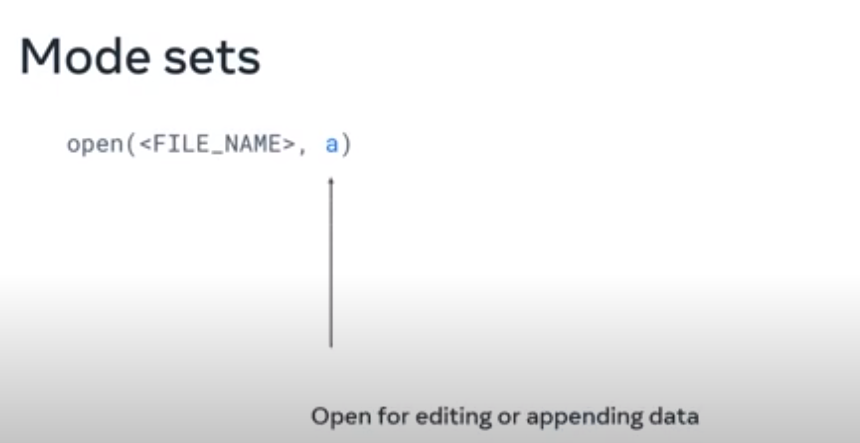 Mode sets
open(<FILE_NAME>, a)
Open for editing or appending data